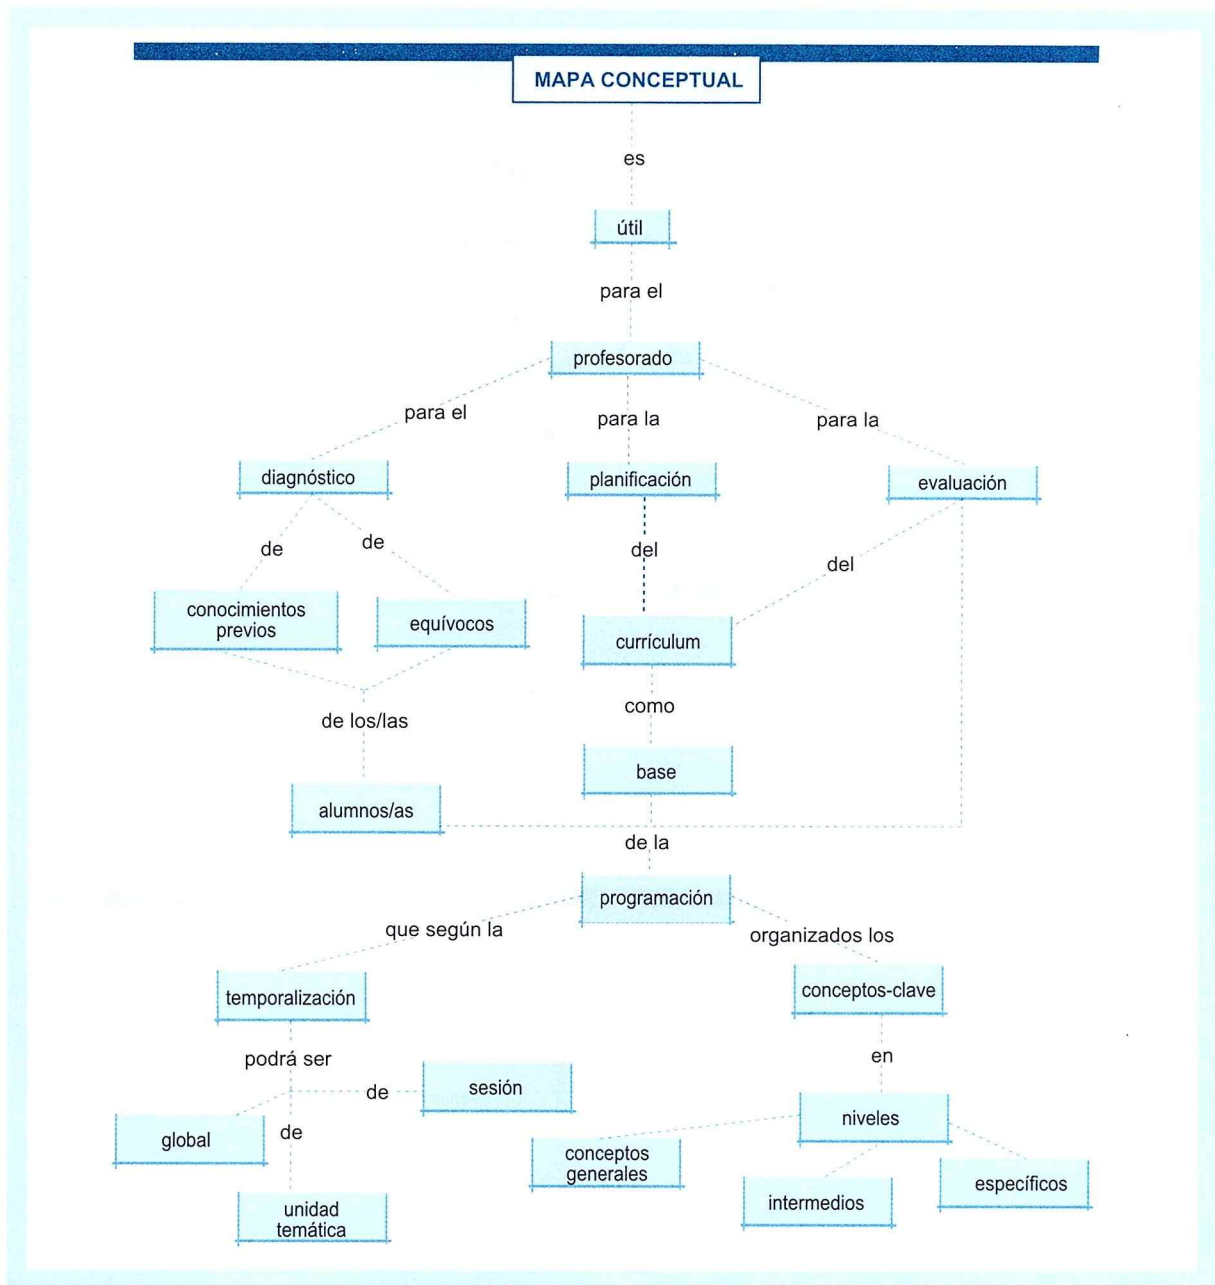 MAPA CONCEPTUAL
es
útil
para el
profesorado
para el
para la
para la
diagnóstico
planificación
evaluación
de
de
del
del
conocimientos
previos
equívocos
currículum
de los/las
como
alumnos/as
base
de la
programación
que según la
organizados los
temporalización
conceptos-clave
podrá ser
en
de
sesión
global
de
niveles
conceptos
generales
intermedios
específicos
unidad
temática